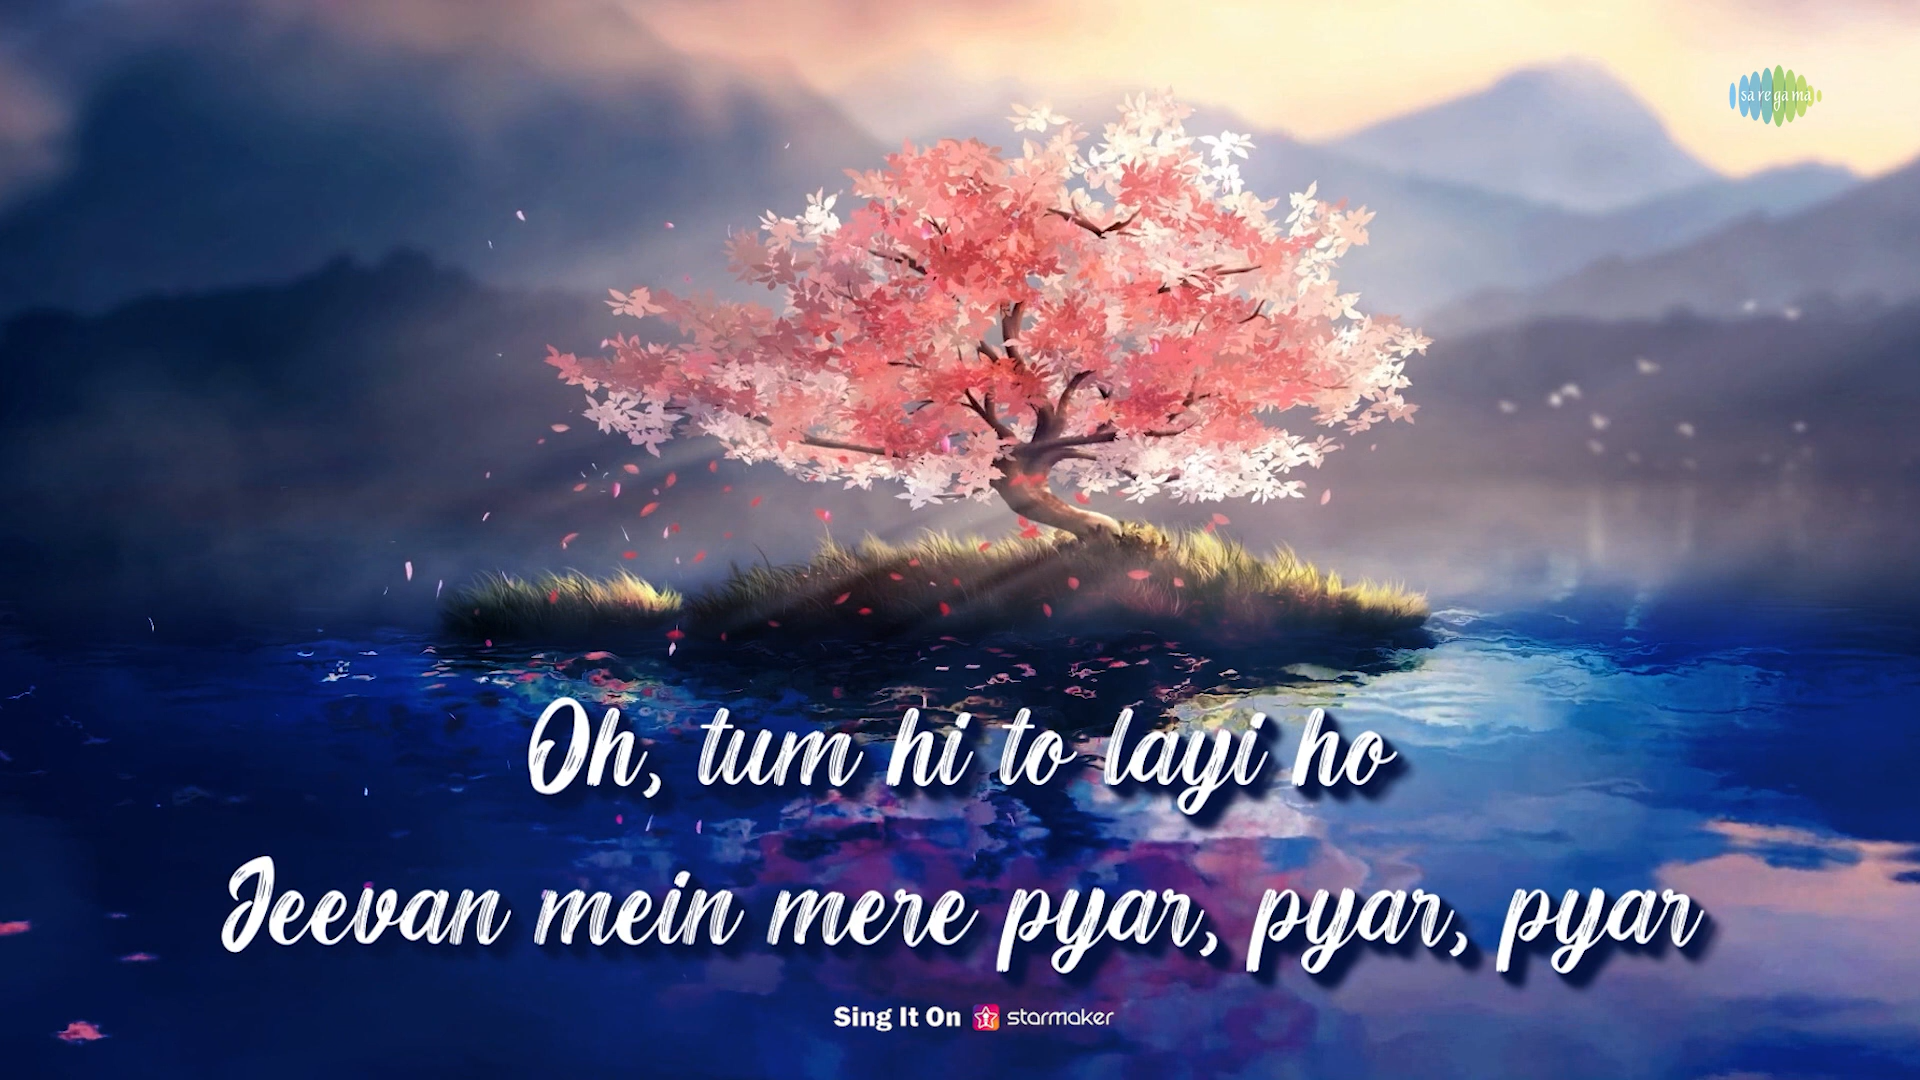 sa re ga ma
Oh, tum hi to layi ho
Jeevan mein mere pyar, pyar, pyar
Sing It On starmaker